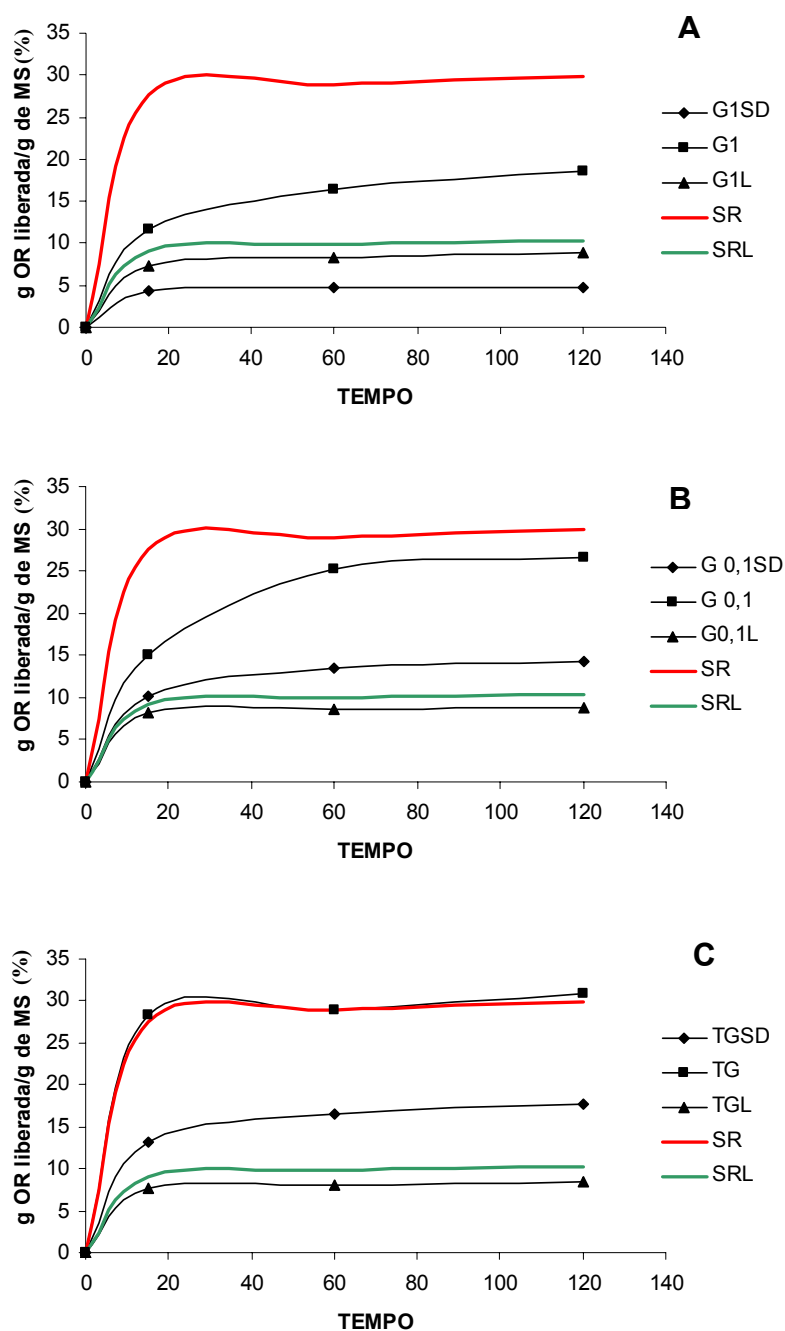 A
g OR liberada/g de MS (%)
35
30
25
20
15
10
5
0
0 20 40 60 80 100 120 140
TEMPO
G1SD
G1
G1L
SR
SRL
B
g OR liberada/g de MS (%)
35
30
25
20
15
10
5
0
0 20 40 60 80 100 120 140
TEMPO
G 0,1SD
G 0,1
G0,1L
SR
SRL
C
g OR liberada/g de MS (%)
35
30
25
20
15
10
5
0
0 20 40 60 80 100 120 140
TEMPO
TGSD
TG
TGL
SR
SRL